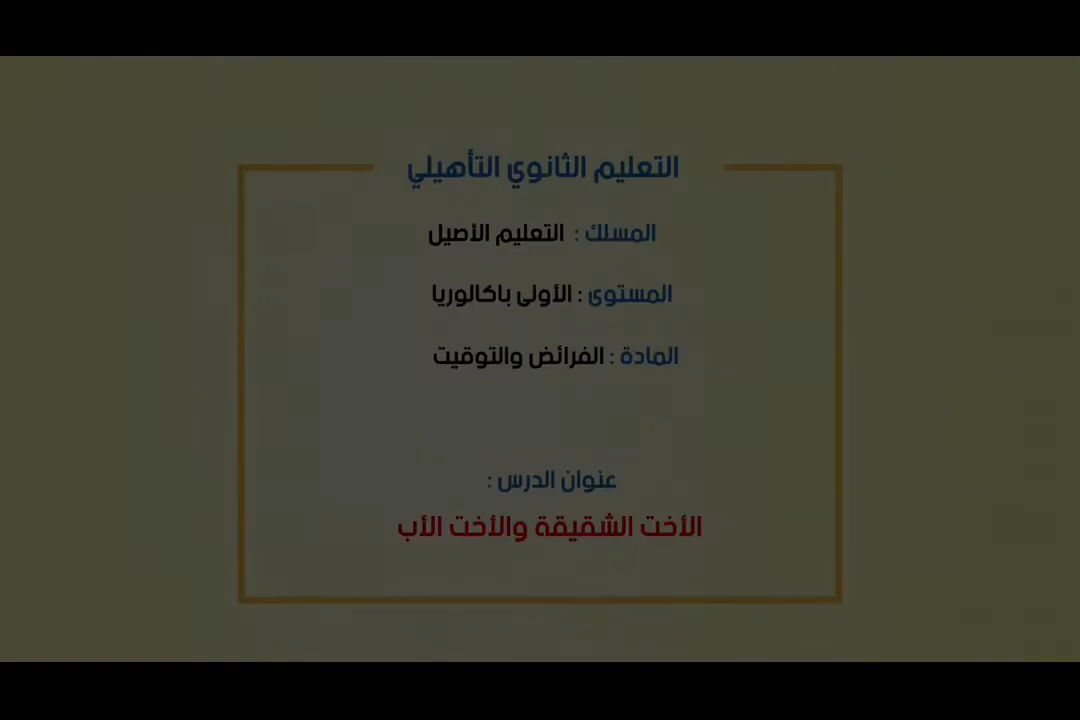 التعليم الثانوي التأهيلي
المسلك : التعليم الأصيل
المستوى : الأولى باكالوريا
المادة : الفرائض والتوقيت
عنوان الدرس :
الأخت الشقيقة والأخت الأب